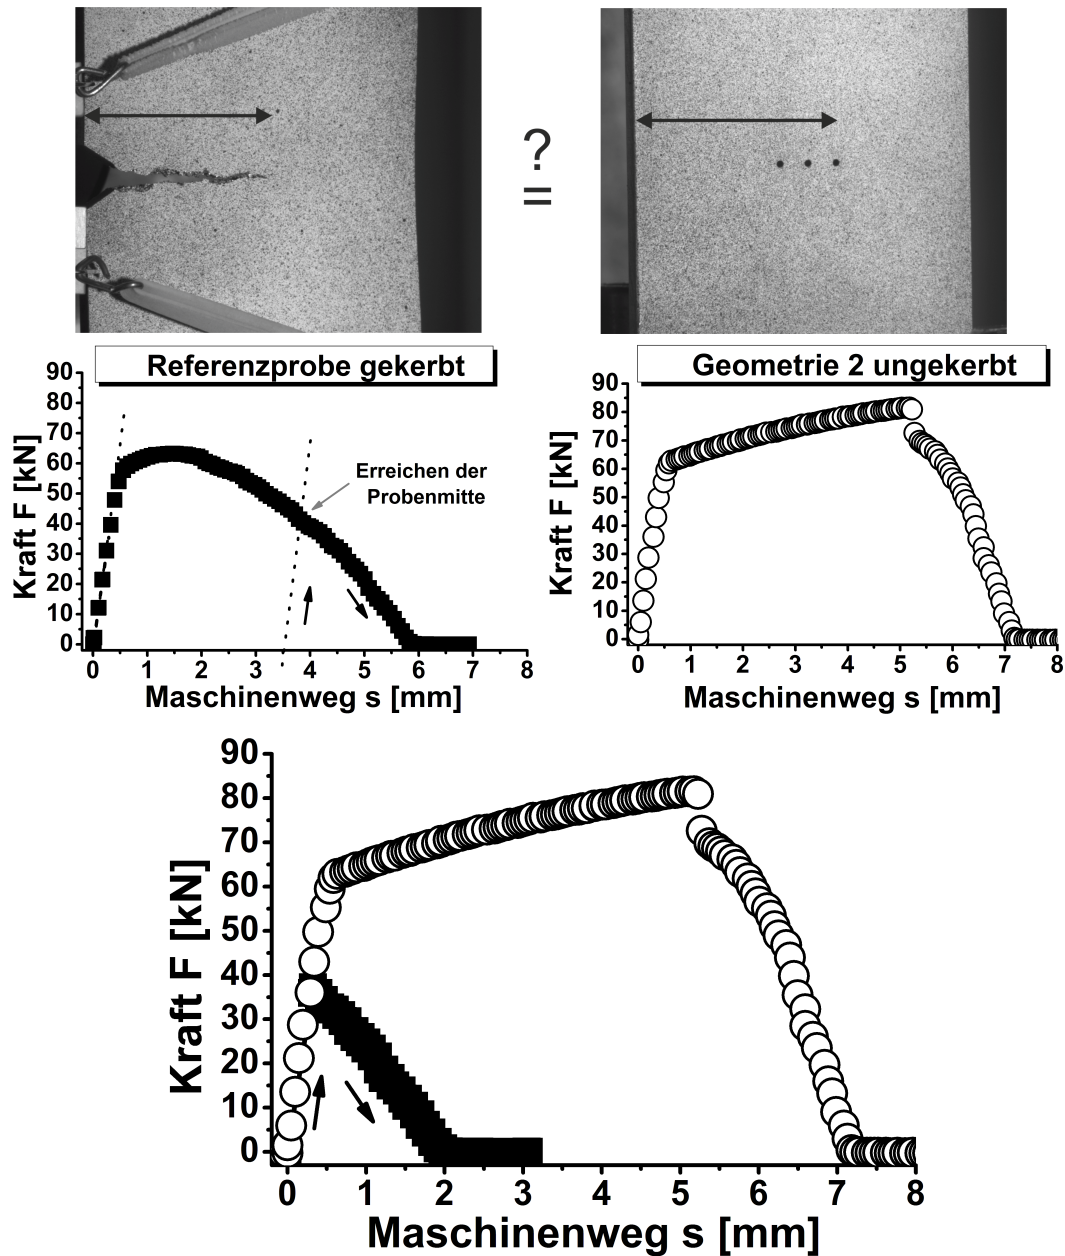 ?
=
Referenzprobe gekerbt
Geometrie 2 ungekerbt
90
80
70
60
50
40
30
20
10
0
Kraft F [kN]
Erreichen der
Probenmitte
0 1 2 3 4 5 6 7 8
Maschinenweg s [mm]
90
80
70
60
50
40
30
20
10
0
Kraft F [kN]
0 1 2 3 4 5 6 7 8
Maschinenweg s [mm]
90
80
70
60
50
40
30
20
10
0
Kraft F [kN]
0 1 2 3 4 5 6 7 8
Maschinenweg s [mm]